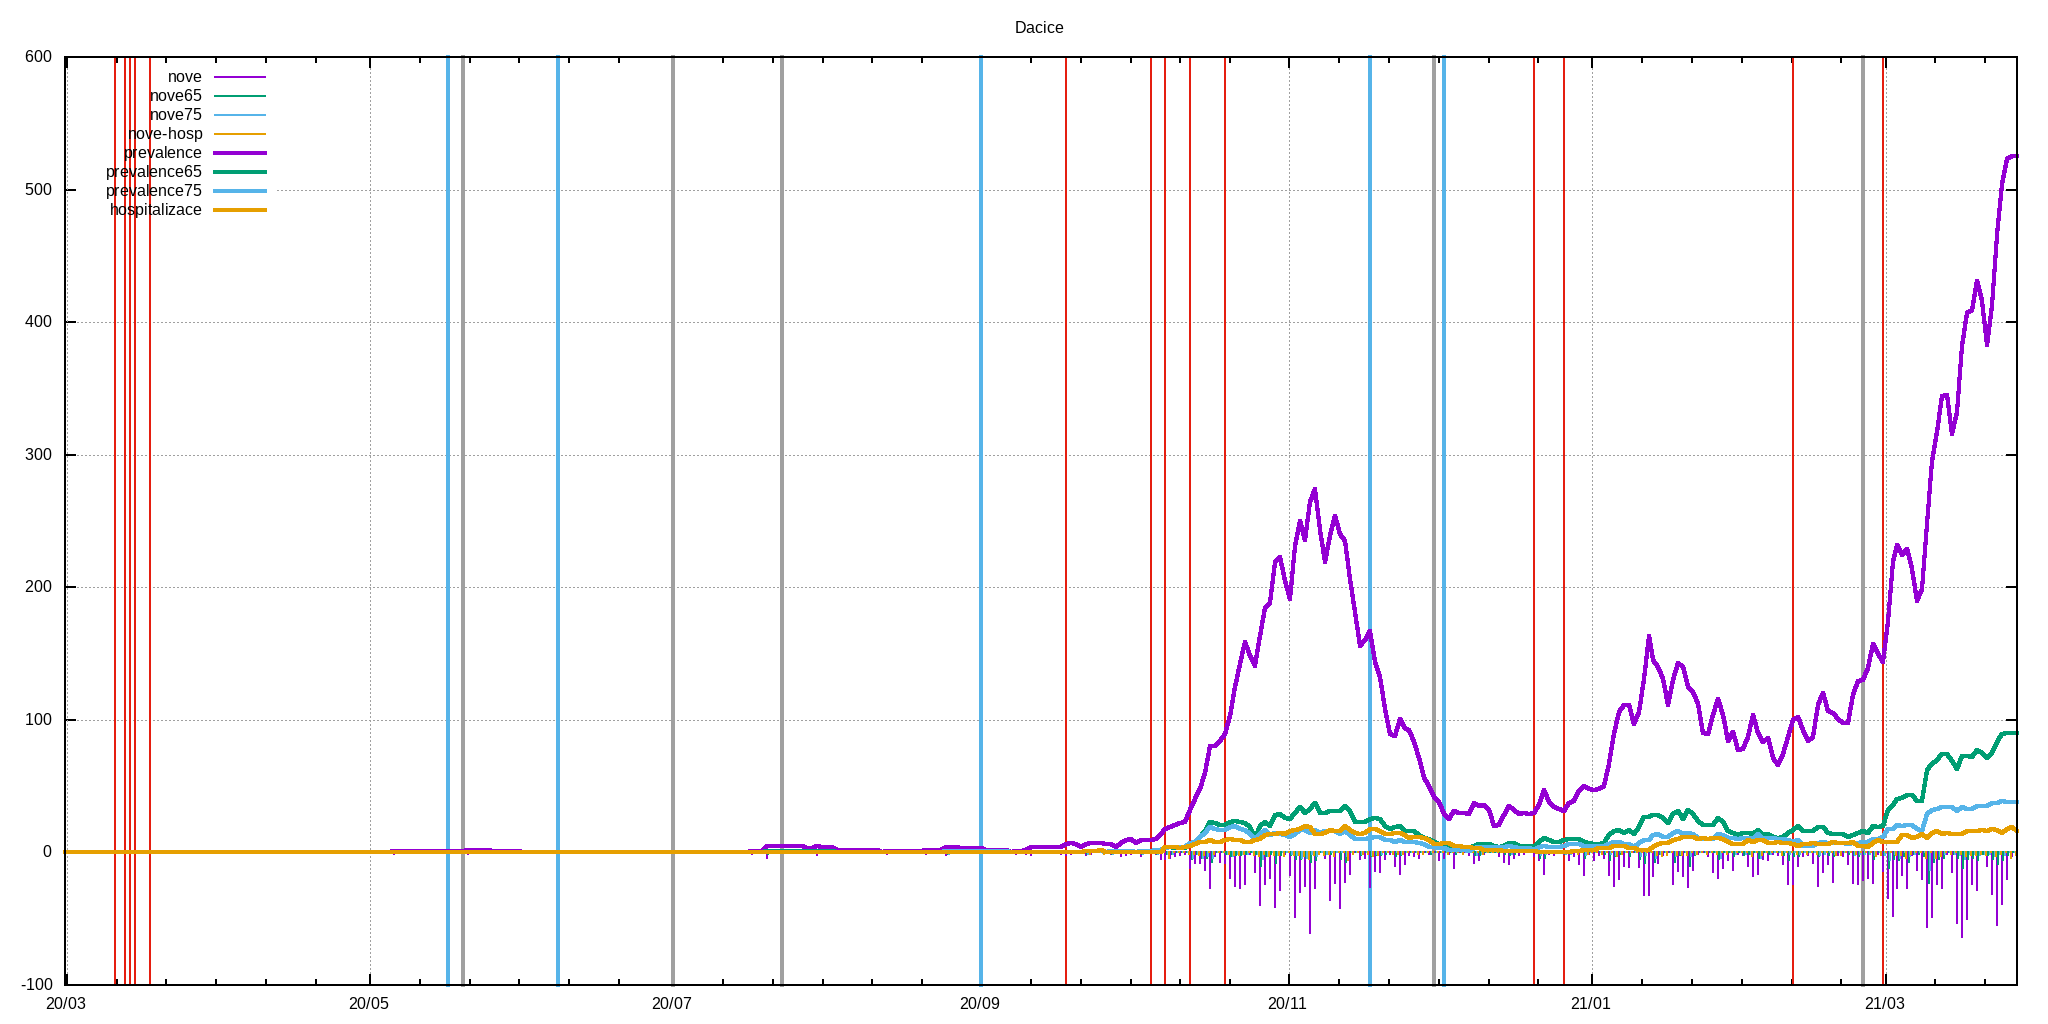 Dacice
600
500
400
300
200
100
0
-100
nove
nove65
nove75
nove-hosp
prevalence
prevalence65
prevalence75
hospitalizace
20/03 20/05 20/07 20/09 20/11 21/01 21/03